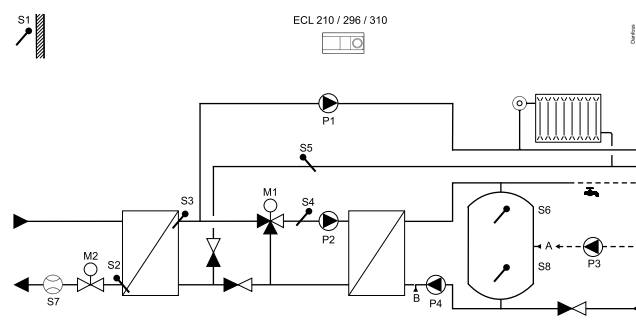 S1
ECL 210 / 296 / 310
Danfoss
P1
S5
M1
S3
S4
S6
P2
A
P3
M2
S2
S8
S7
B
P4